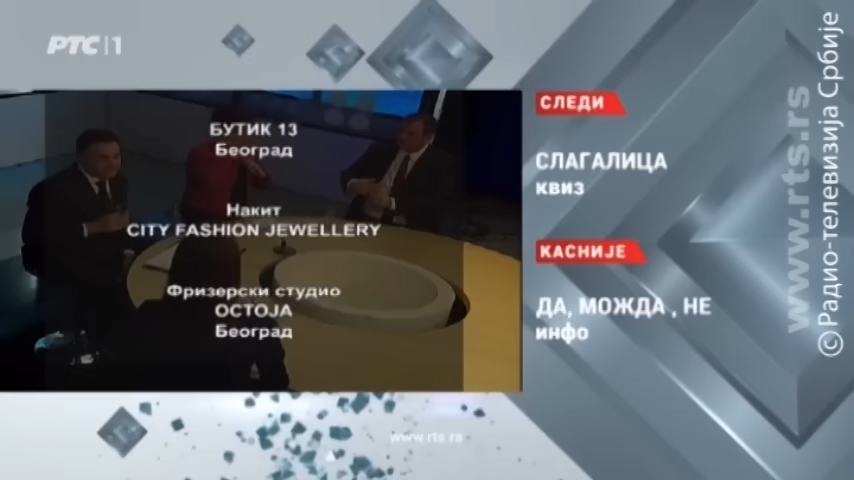 РТС|1
БУТИК 13
Београд
Накит
CITY FASHION JEWELLERY
Фризерски студио
ОСТОЈА
Београд
СЛЕДИ
СЛАГАЛИЦА
квиз
КАСНИЈЕ
ДА, МОЖДА , НЕ
инфо
www.rts.rs
www.rts.rs
©Радио-телевизија Србије